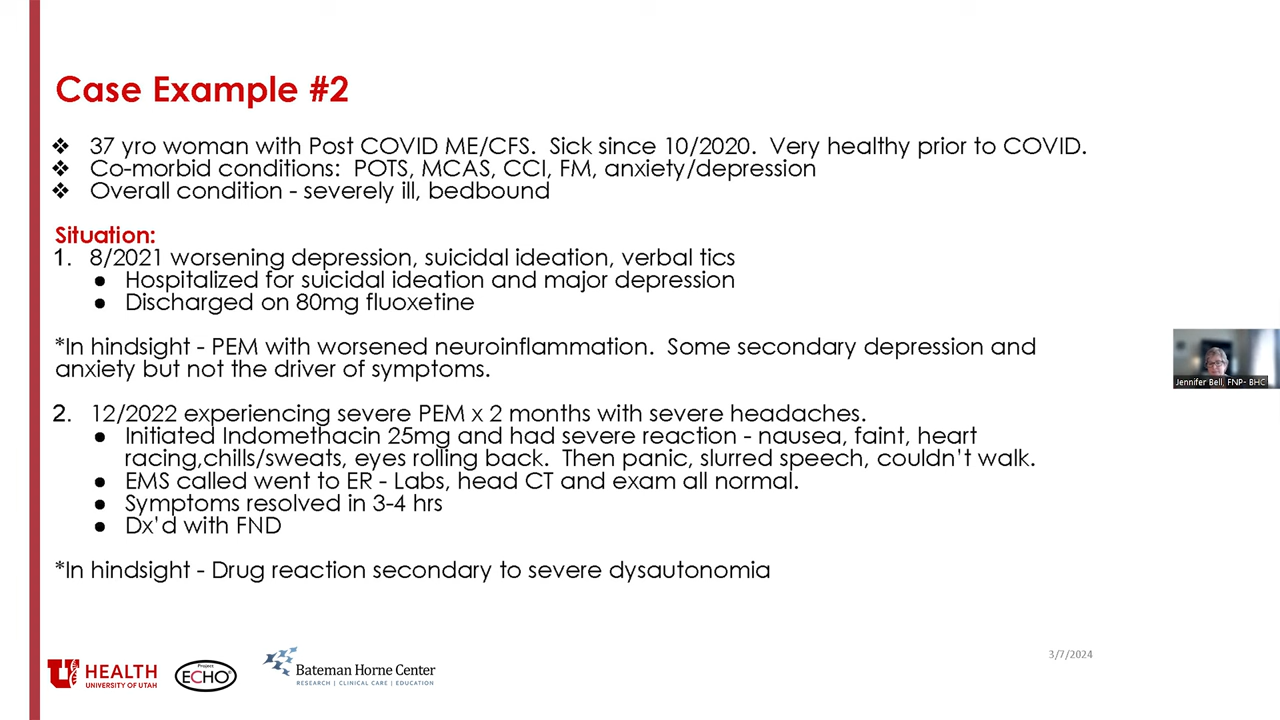 Case Example #2
❖ 37 yro woman with Post COVID ME/CFS. Sick since 10/2020. Very healthy prior to COVID.
❖ Co-morbid conditions: POTS, MCAS, CCI, FM, anxiety/depression
❖ Overall condition - severely ill, bedbound
Situation:
1. 8/2021 worsening depression, suicidal ideation, verbal tics
● Hospitalized for suicidal ideation and major depression
● Discharged on 80mg fluoxetine
*In hindsight - PEM with worsened neuroinflammation. Some secondary depression and
anxiety but not the driver of symptoms.
Jennifer Bell, FNP- BHC
2. 12/2022 experiencing severe PEM x 2 months with severe headaches.
● Initiated Indomethacin 25mg and had severe reaction - nausea, faint, heart
racing,chills/sweats, eyes rolling back. Then panic, slurred speech, couldn't walk.
● EMS called went to ER - Labs, head CT and exam all normal.
● Symptoms resolved in 3-4 hrs
● Dx'd with FND
*In hindsight - Drug reaction secondary to severe dysautonomia
3/7/2024
U HEALTH
UNIVERSITY OF UTAH
Project
ECHO®
Bateman Horne Center
RESEARCH | CLINICAL CARE | EDUCATION